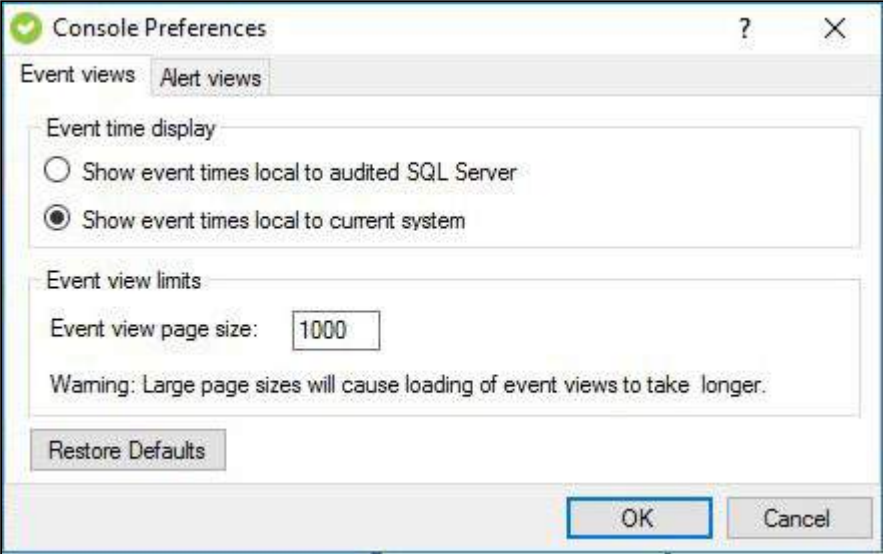 Console Preferences ?
Event views Alert views
Event time display
Show event times local to audited SQL Server
Show event times local to current system
Event view limits
Event view page size: 1000
Warning: Large page sizes will cause loading of event views to take longer.
Restore Defaults
OK Cancel